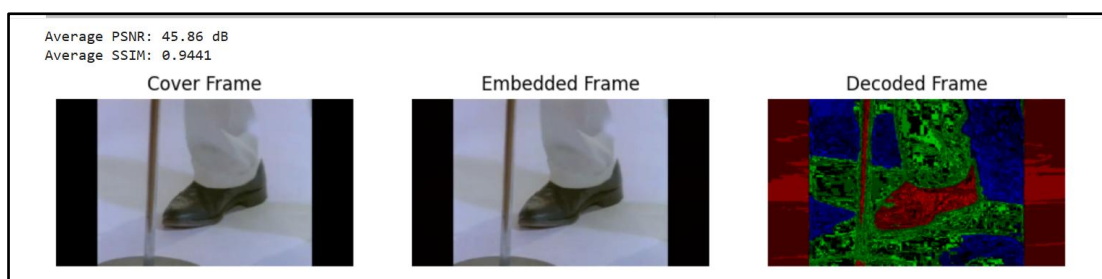 Average PSNR: 45.86 dB
Average SSIM: 0.9441
Cover Frame
Embedded Frame
Decoded Frame